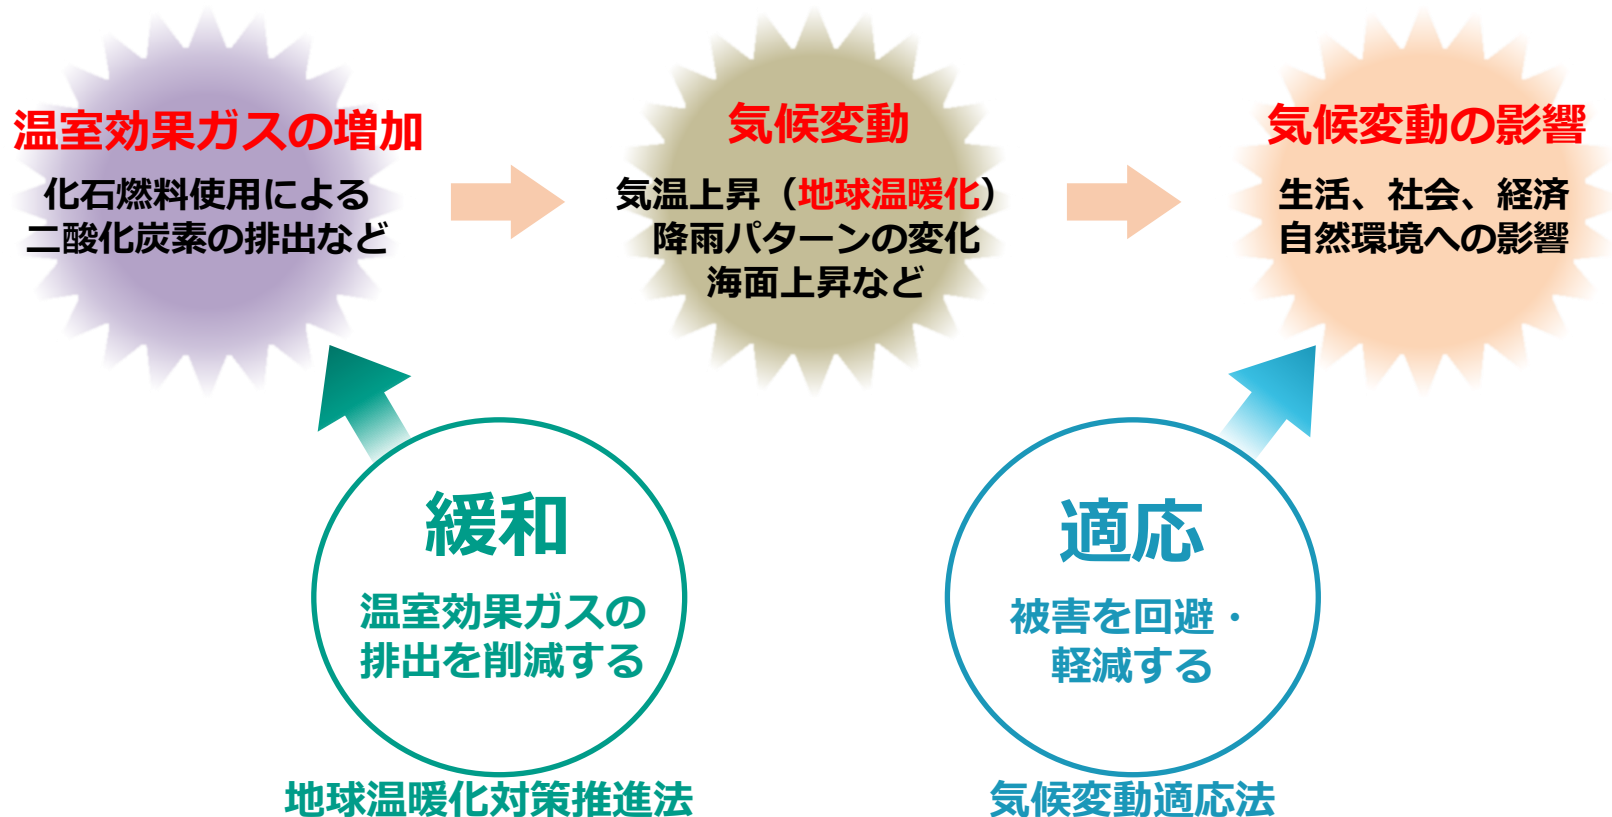 温室効果ガスの増加
化石燃料使用による
二酸化炭素の排出など
気候変動
気温上昇（地球温暖化）
降雨パターンの変化
海面上昇など
気候変動の影響
生活、社会、経済
自然環境への影響
緩和
温室効果ガスの
排出を削減する
地球温暖化対策推進法
適応
被害を回避・
軽減する
気候変動適応法